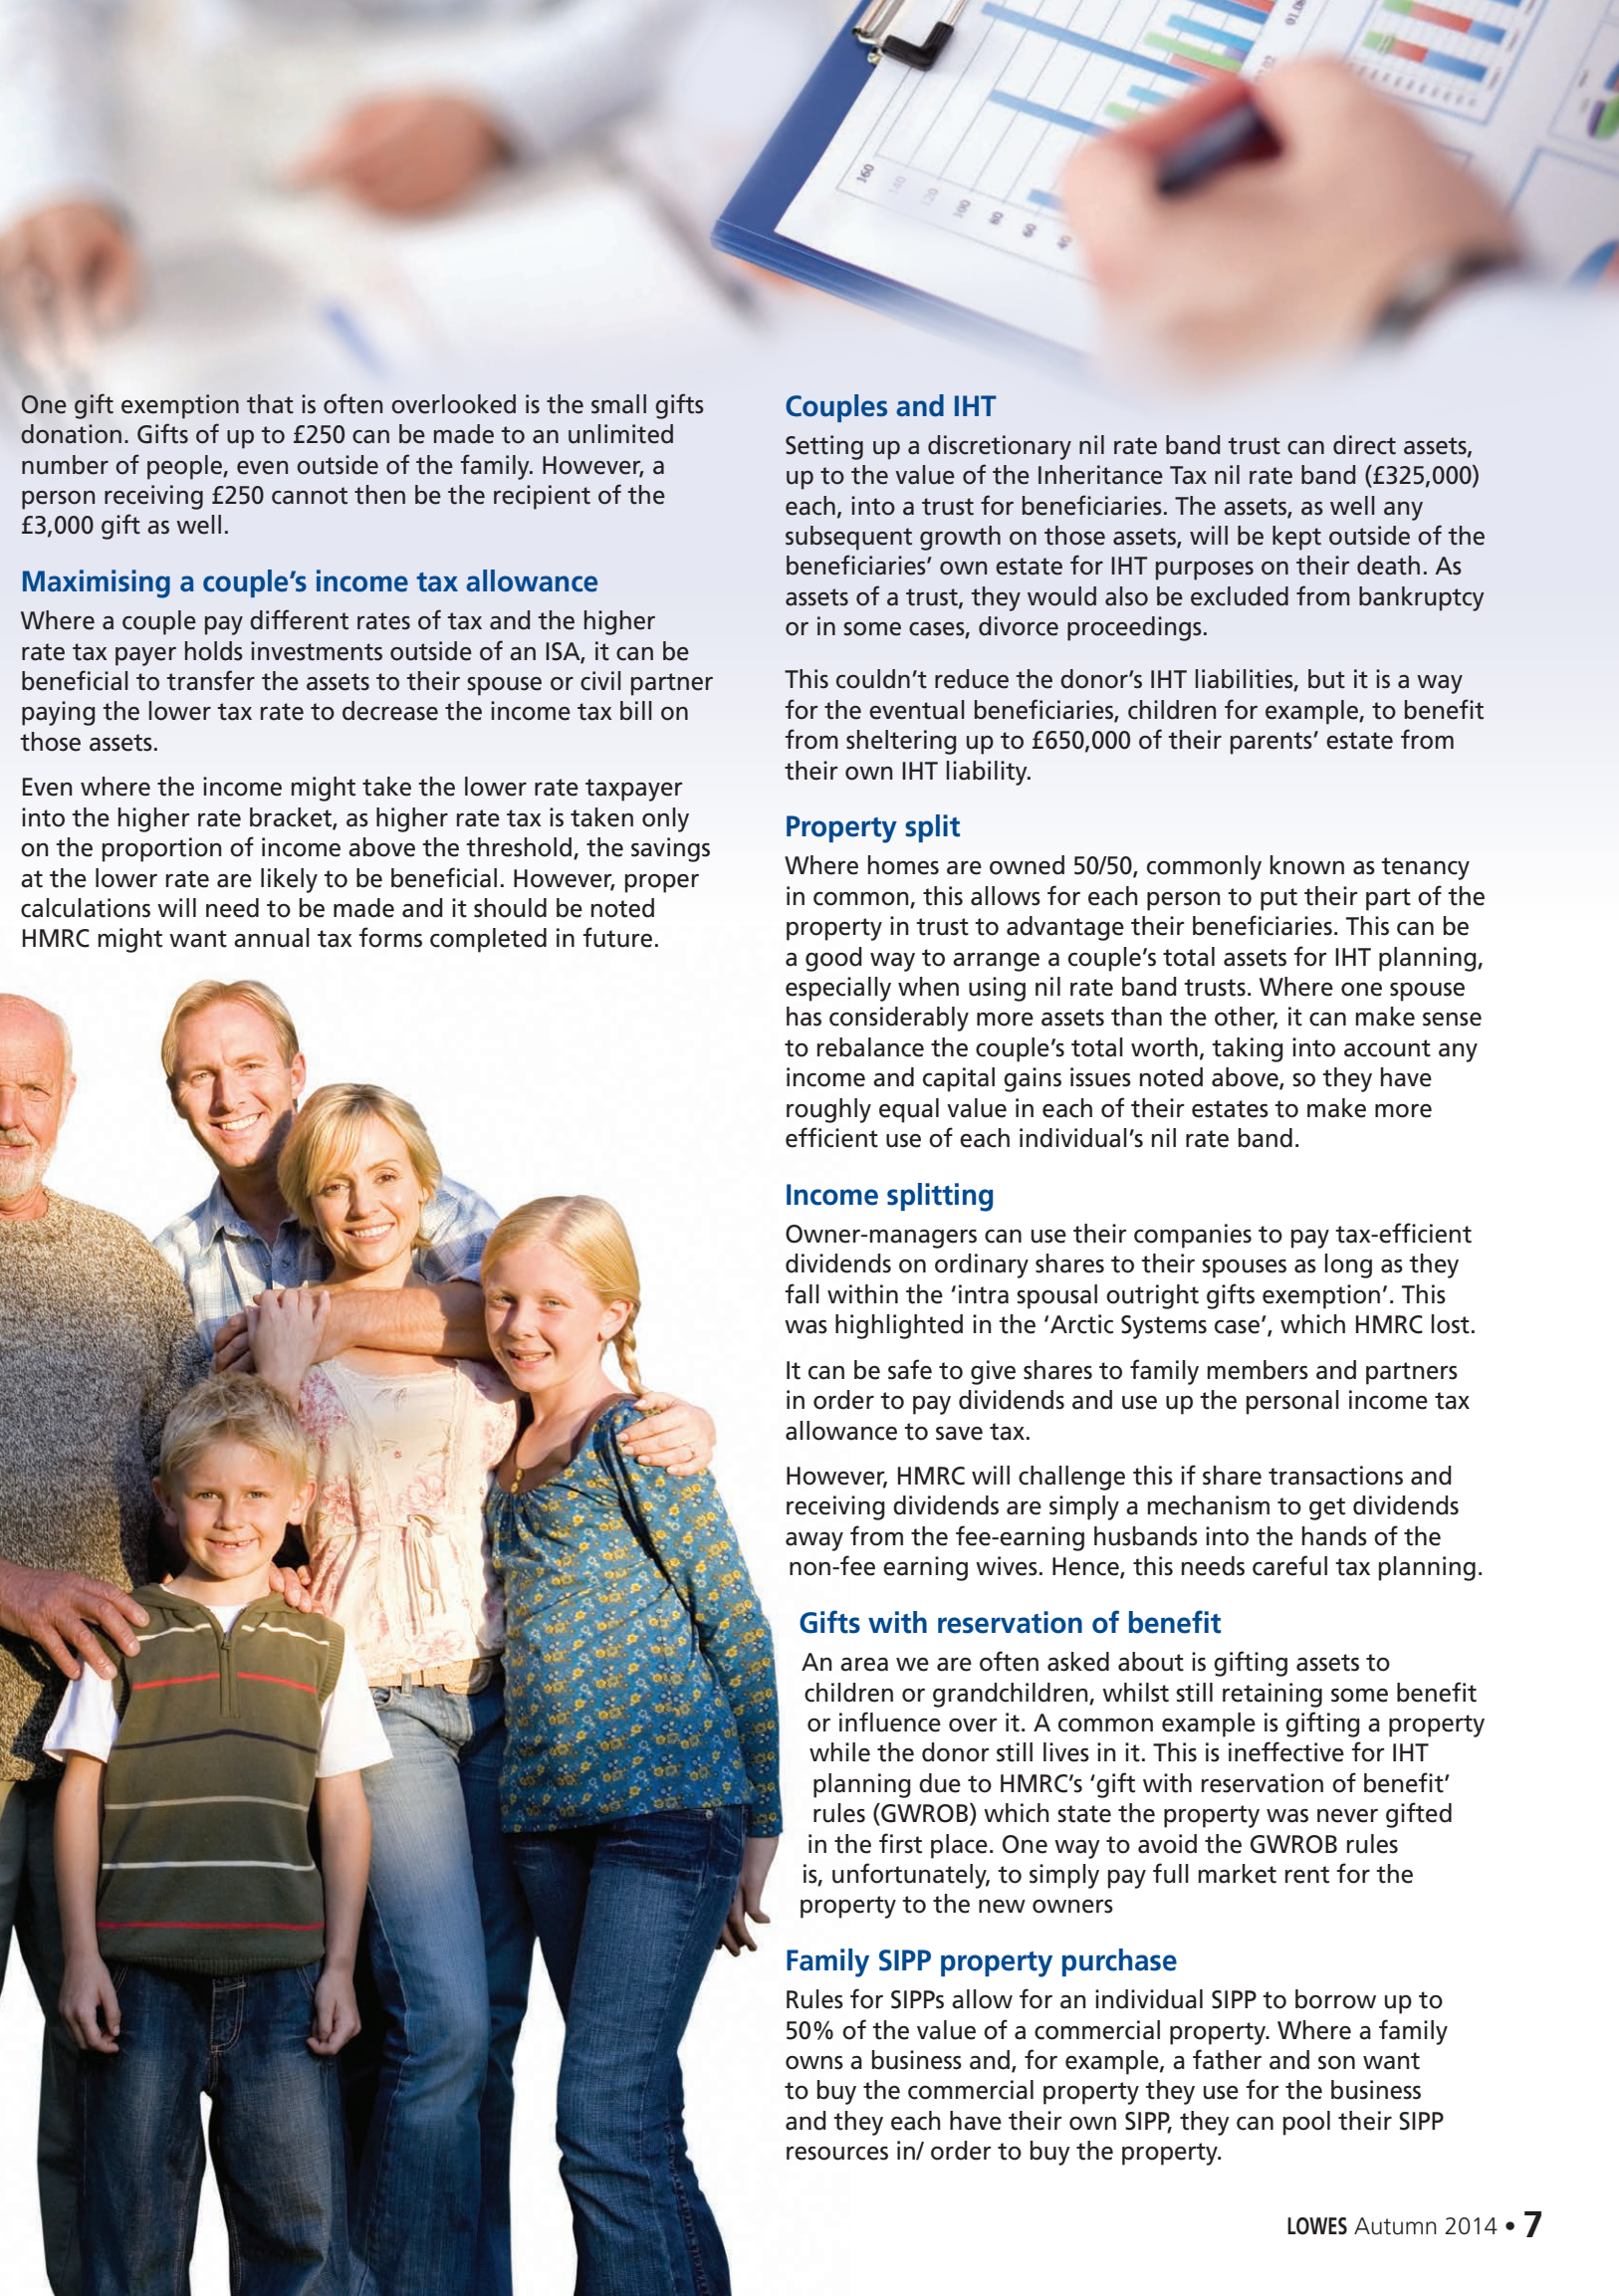 160
140
120
100
80
60
40
One gift exemption that is often overlooked is the small gifts
donation. Gifts of up to £250 can be made to an unlimited
number of people, even outside of the family. However, a
person receiving £250 cannot then be the recipient of the
£3,000 gift as well.
Maximising a couple’s income tax allowance
Where a couple pay different rates of tax and the higher
rate tax payer holds investments outside of an ISA, it can be
beneficial to transfer the assets to their spouse or civil partner
paying the lower tax rate to decrease the income tax bill on
those assets.
Even where the income might take the lower rate taxpayer
into the higher rate bracket, as higher rate tax is taken only
on the proportion of income above the threshold, the savings
at the lower rate are likely to be beneficial. However, proper
calculations will need to be made and it should be noted
HMRC might want annual tax forms completed in future.
Couples and IHT
Setting up a discretionary nil rate band trust can direct assets,
up to the value of the Inheritance Tax nil rate band (£325,000)
each, into a trust for beneficiaries. The assets, as well any
subsequent growth on those assets, will be kept outside of the
beneficiaries’ own estate for IHT purposes on their death. As
assets of a trust, they would also be excluded from bankruptcy
or in some cases, divorce proceedings.
This couldn’t reduce the donor’s IHT liabilities, but it is a way
for the eventual beneficiaries, children for example, to benefit
from sheltering up to £650,000 of their parents’ estate from
their own IHT liability.
Property split
Where homes are owned 50/50, commonly known as tenancy
in common, this allows for each person to put their part of the
property in trust to advantage their beneficiaries. This can be
a good way to arrange a couple’s total assets for IHT planning,
especially when using nil rate band trusts. Where one spouse
has considerably more assets than the other, it can make sense
to rebalance the couple’s total worth, taking into account any
income and capital gains issues noted above, so they have
roughly equal value in each of their estates to make more
efficient use of each individual’s nil rate band.
Income splitting
Owner-managers can use their companies to pay tax-efficient
dividends on ordinary shares to their spouses as long as they
fall within the ‘intra spousal outright gifts exemption’. This
was highlighted in the ‘Arctic Systems case’, which HMRC lost.
It can be safe to give shares to family members and partners
in order to pay dividends and use up the personal income tax
allowance to save tax.
However, HMRC will challenge this if share transactions and
receiving dividends are simply a mechanism to get dividends
away from the fee-earning husbands into the hands of the
non-fee earning wives. Hence, this needs careful tax planning.
Gifts with reservation of benefit
An area we are often asked about is gifting assets to
children or grandchildren, whilst still retaining some benefit
or influence over it. A common example is gifting a property
while the donor still lives in it. This is ineffective for IHT
planning due to HMRC’s ‘gift with reservation of benefit’
rules (GWROB) which state the property was never gifted
in the first place. One way to avoid the GWROB rules
is, unfortunately, to simply pay full market rent for the
property to the new owners
Family SIPP property purchase
Rules for SIPPs allow for an individual SIPP to borrow up to
50% of the value of a commercial property. Where a family
owns a business and, for example, a father and son want
to buy the commercial property they use for the business
and they each have their own SIPP, they can pool their SIPP
resources in/ order to buy the property.
LOWES Autumn 2014 • 7